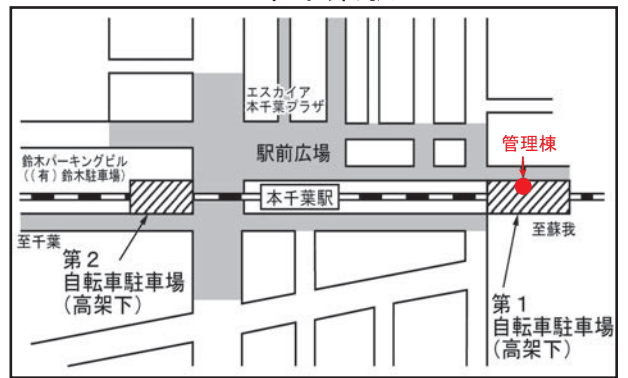 エスカイア
本千葉プラザ
駅前広場
管理棟
鈴木パーキングビル
((有)鈴木駐車場)
本千葉駅
至千葉
至蘇我
第2
自転車駐車場
(高架下)
第1
自転車駐車場
(高架下)